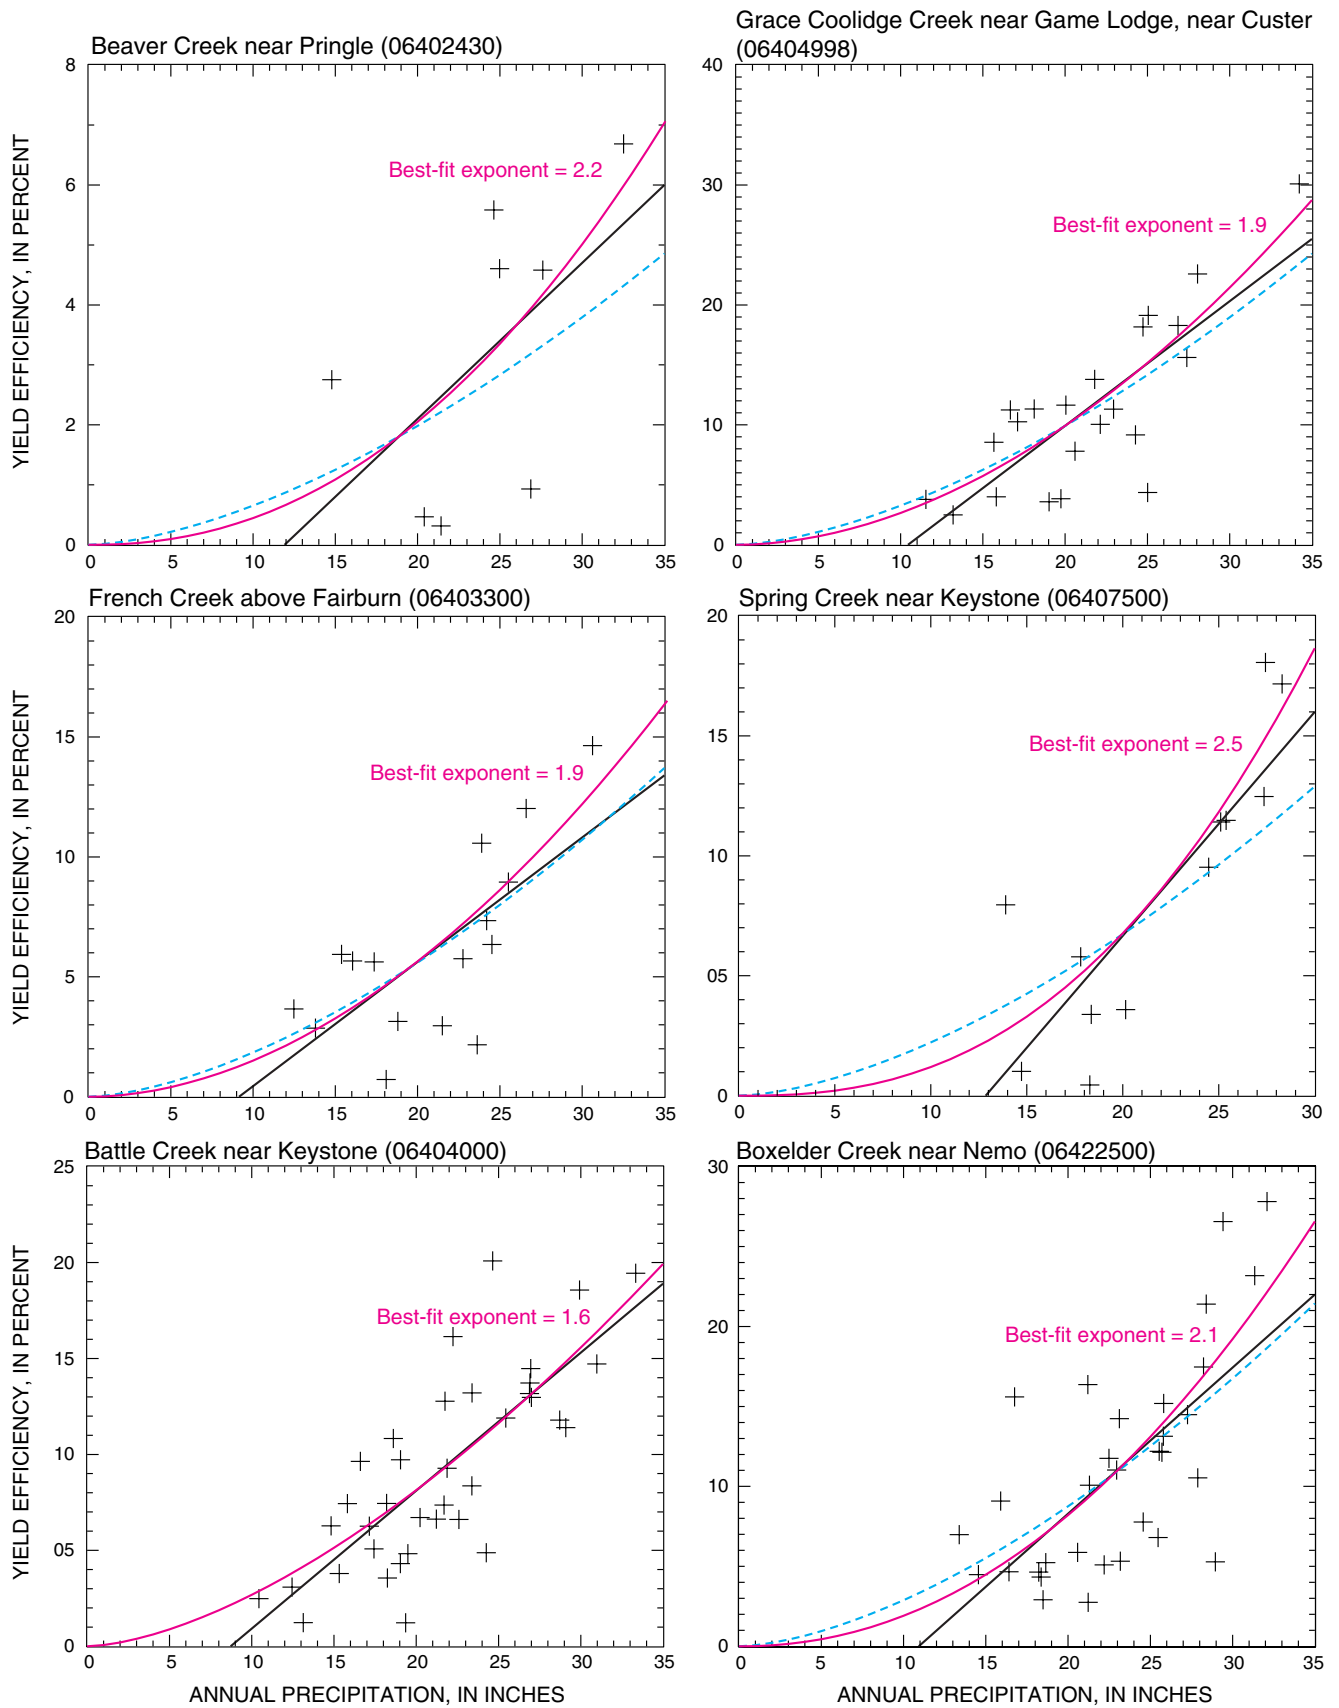 Beaver Creek near Pringle (06402430)
8
6
4
2
0
0 5 10 15 20 25 30 35
YIELD EFFICIENCY, IN PERCENT
Best-fit exponent = 2.2
Grace Coolidge Creek near Game Lodge, near Custer
(06404998)
40
30
20
10
0
0 5 10 15 20 25 30 35
Best-fit exponent = 1.9
French Creek above Fairburn (06403300)
20
15
10
5
0
0 5 10 15 20 25 30 35
YIELD EFFICIENCY, IN PERCENT
Best-fit exponent = 1.9
Spring Creek near Keystone (06407500)
20
15
10
05
0
0 5 10 15 20 25 30
Best-fit exponent = 2.5
Battle Creek near Keystone (06404000)
25
20
15
10
05
0
0 5 10 15 20 25 30 35
YIELD EFFICIENCY, IN PERCENT
Best-fit exponent = 1.6
ANNUAL PRECIPITATION, IN INCHES
Boxelder Creek near Nemo (06422500)
30
20
10
0
0 5 10 15 20 25 30 35
Best-fit exponent = 2.1
ANNUAL PRECIPITATION, IN INCHES